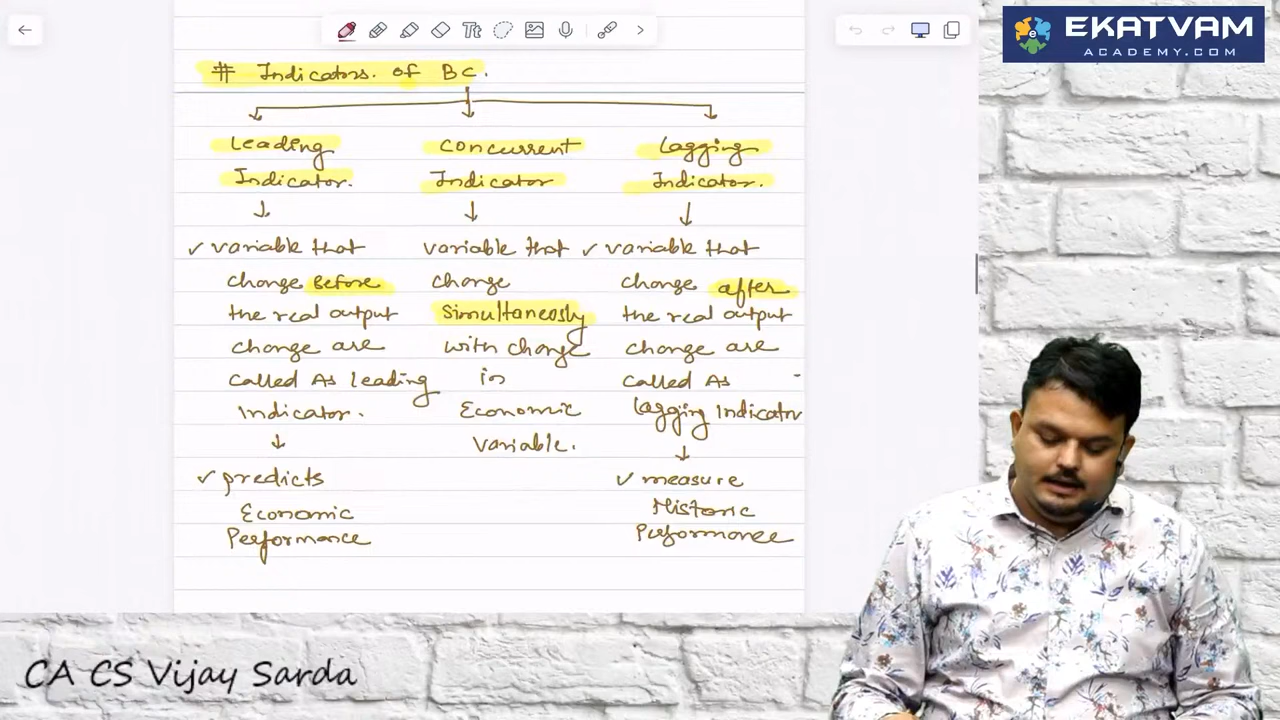 EKATVAM
ACADEMY.COM
# Indicators. of BC.
Leading
Indicator.
variable that
change Before
the real output
change are
called As leading
Indicator.
predicts
Economic
Performance
concurrent
Indicator
variable that
change
Simultaneosly
with change
in
Economic
variable.
Lagging
Indicator.
variable that
change after
the real output
change are
called As
lagging Indicator
measure
Historic
Performance
CA CS Vijay Sarda